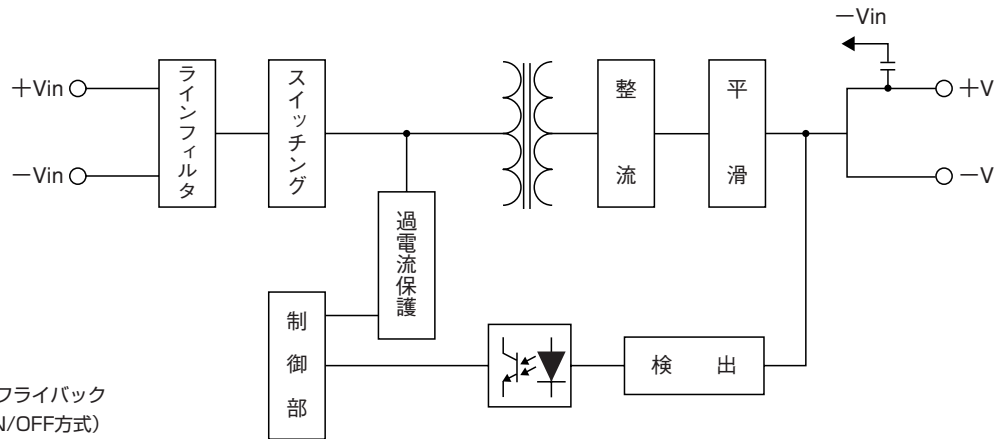 －Vin
＋Vin
－Vin
ラインフィルタ
スイッチング
整流
平滑
＋V
－V
過電流保護
制御部
検出
フライバック
N/OFF方式）